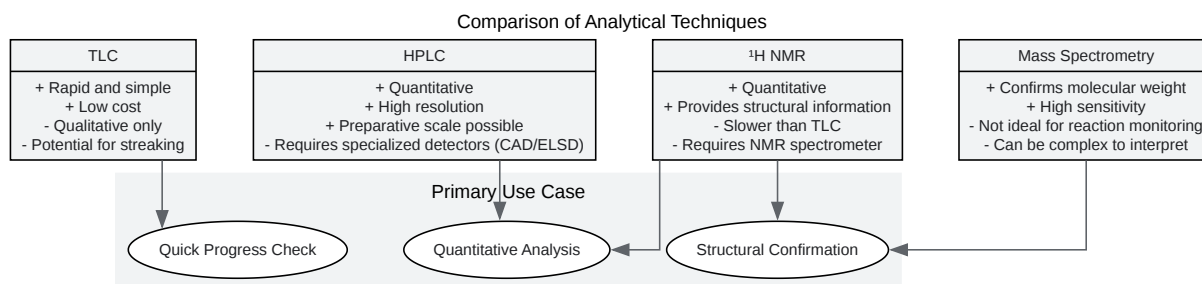 Comparison of Analytical Techniques
TLC
+ Rapid and simple
+ Low cost
- Qualitative only
- Potential for streaking
HPLC
+ Quantitative
+ High resolution
+ Preparative scale possible
- Requires specialized detectors (CAD/ELSD)
¹H NMR
+ Quantitative
+ Provides structural information
- Slower than TLC
- Requires NMR spectrometer
Mass Spectrometry
+ Confirms molecular weight
+ High sensitivity
- Not ideal for reaction monitoring
- Can be complex to interpret
Primary Use Case
Quick Progress Check
Quantitative Analysis
Structural Confirmation